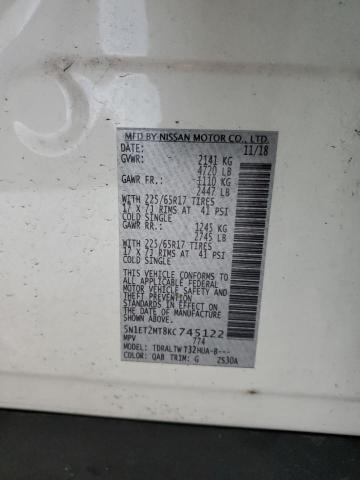 MFD BY NISSAN MOTOR CO., LTD.
DATE: 11/18
GVWR: 2141 KG
4720 LB
GAWR FR.: 1110 KG
2447 LB
WITH 225/65R17 TIRES
17 x 7J RIMS AT 41 PSI
COLD SINGLE
GAWR RR.: 1245 KG
2745 LB
WITH 225/65R17 TIRES
17 x 7J RIMS AT 41 PSI
COLD SINGLE
THIS VEHICLE CONFORMS TO
ALL APPLICABLE FEDERAL
MOTOR VEHICLE SAFETY AND
THEFT PREVENTION
STANDARDS IN EFFECT ON
THE DATE OF MANUFACTURE
SHOWN ABOVE.
5N1ET2MT8KC745122
MPV 774
MODEL: TDRALTWT32HUA-B---
COLOR: QAB TRIM: G 2S30A